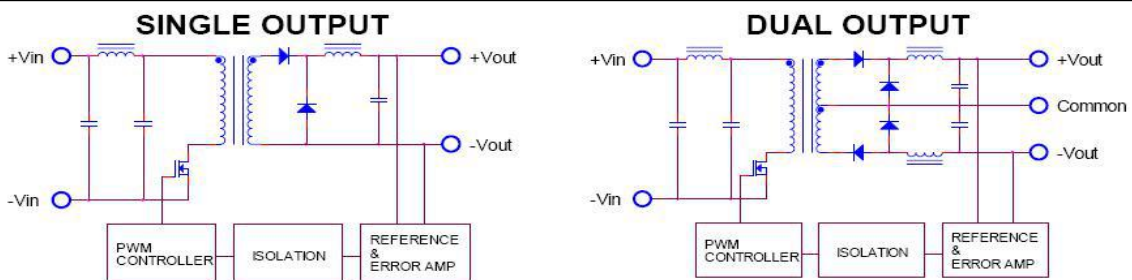 SINGLE OUTPUT
+Vin
+Vout
-Vout
-Vin
PWM
CONTROLLER
ISOLATION
REFERENCE
&
ERROR AMP
DUAL OUTPUT
+Vin
+Vout
Common
-Vout
-Vin
PWM
CONTROLLER
ISOLATION
REFERENCE
&
ERROR AMP